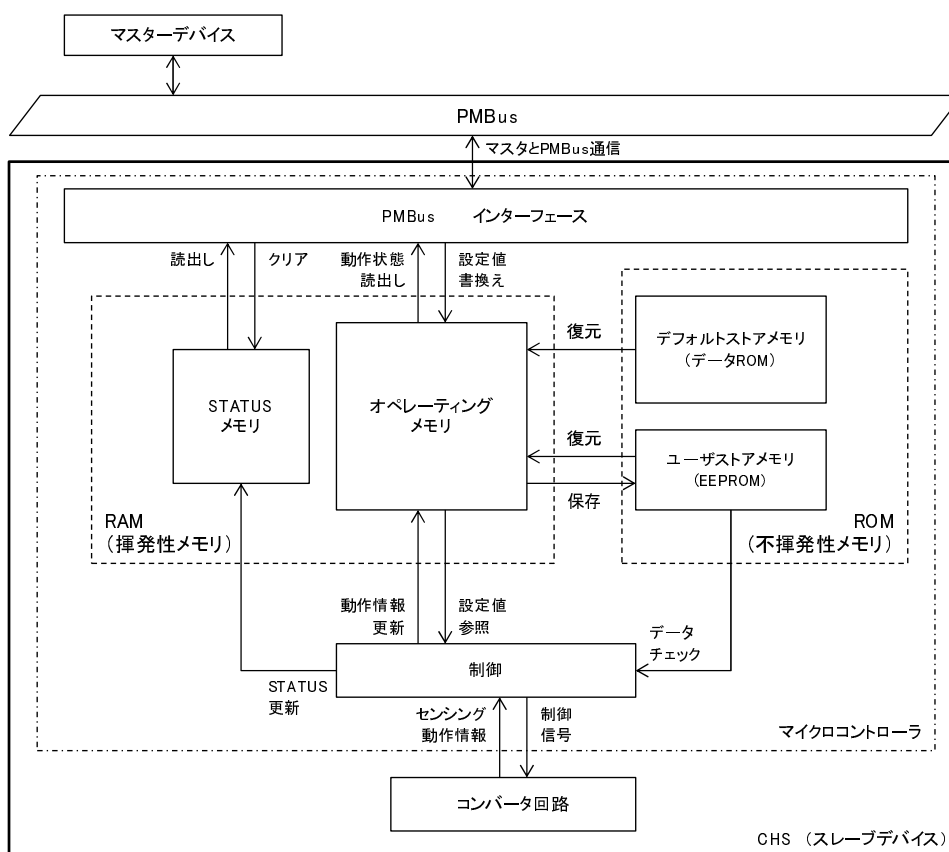 マスターデバイス
PMBus
マスタとPMBus通信
PMBus インターフェース
読出し
クリア
動作状態
読出し
設定値
書換え
復元
デフォルトストアメモリ
(データROM)
STATUS
メモリ
オペレーティング
メモリ
復元
ユーザストアメモリ
(EEPROM)
保存
RAM
(揮発性メモリ)
ROM
(不揮発性メモリ)
動作情報
更新
設定値
参照
データ
チェック
制御
STATUS
更新
センシング
動作情報
制御
信号
マイクロコントローラ
コンバータ回路
CHS (スレーブデバイス)